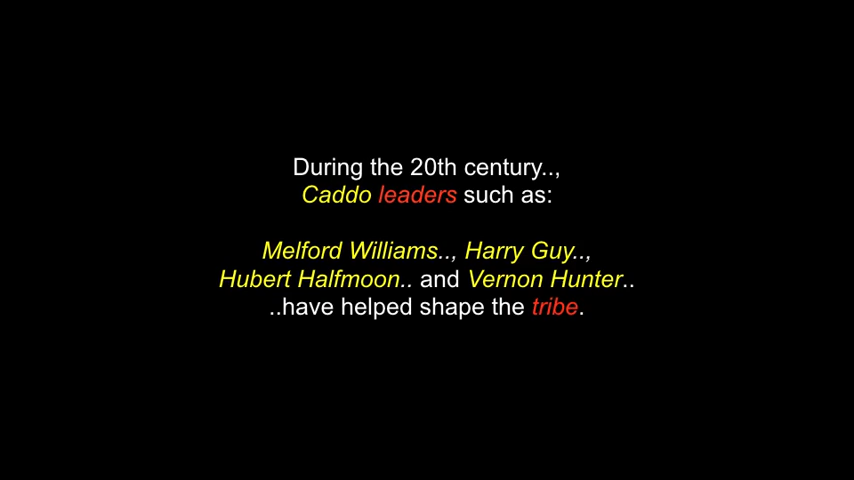 During the 20th century..,
Caddo leaders such as:
Melford Williams.., Harry Guy..,
Hubert Halfmoon.. and Vernon Hunter..
..have helped shape the tribe.